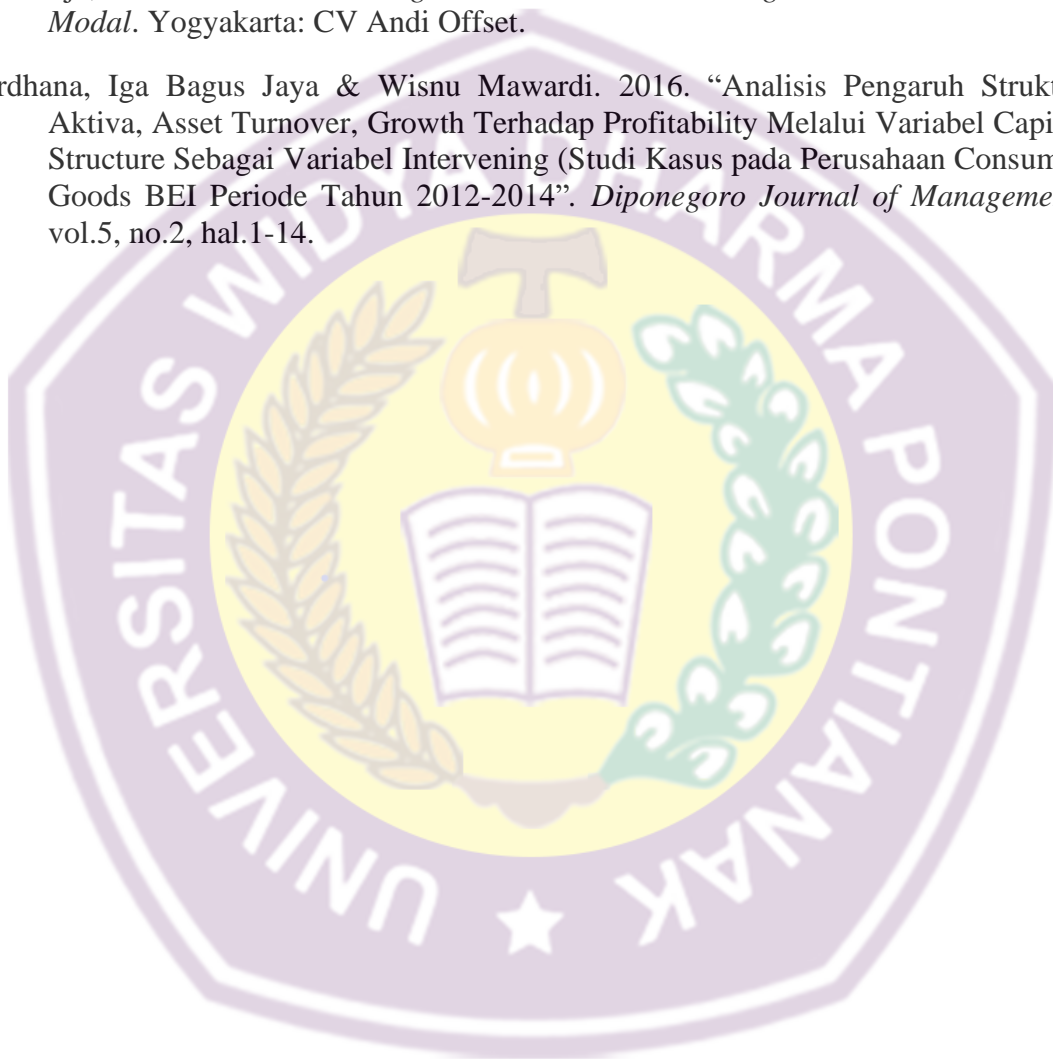 Modal. Yogyakarta: CV Andi Offset.
rdhana, Iga Bagus Jaya & Wisnu Mawardi. 2016. “Analisis Pengaruh Strukt
Aktiva, Asset Turnover, Growth Terhadap Profitability Melalui Variabel Capi
Structure Sebagai Variabel Intervening (Studi Kasus pada Perusahaan Consum
Goods BEI Periode Tahun 2012-2014”. Diponegoro Journal of Manageme
vol.5, no.2, hal.1-14.
UNIVERSITAS WIDYA DHARMA PONTIANAK